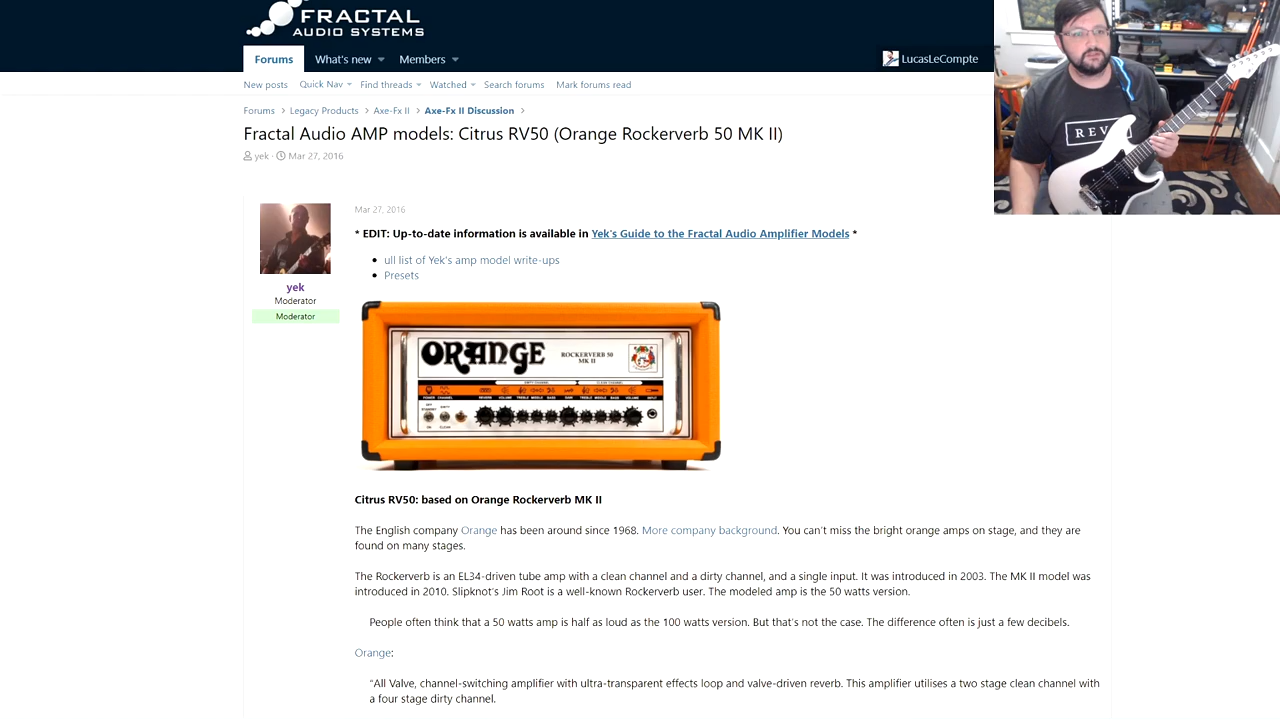 FRACTAL
AUDIO SYSTEMS
Forums What's new Members LucasLeCompte
New posts Quick Nav Find threads Watched Search forums Mark forums read
Forums Legacy Products Axe-Fx II Axe-Fx II Discussion
Fractal Audio AMP models: Citrus RV50 (Orange Rockerverb 50 MK II)
yek · Mar 27, 2016
Mar 27, 2016
* EDIT: Up-to-date information is available in Yek's Guide to the Fractal Audio Amplifier Models *
ull list of Yek's amp model write-ups
Presets
yek
Moderator
Moderator
ORANGE
ROCKERVERB 50
MK II
REV
Citrus RV50: based on Orange Rockerverb MK II
The English company Orange has been around since 1968. More company background. You can't miss the bright orange amps on stage, and they are
found on many stages.
The Rockerverb is an EL34-driven tube amp with a clean channel and a dirty channel, and a single input. It was introduced in 2003. The MK II model was
introduced in 2010. Slipknot's Jim Root is a well-known Rockerverb user. The modeled amp is the 50 watts version.
People often think that a 50 watts amp is half as loud as the 100 watts version. But that's not the case. The difference often is just a few decibels.
Orange:
“All Valve, channel-switching amplifier with ultra-transparent effects loop and valve-driven reverb. This amplifier utilises a two stage clean channel with
a four stage dirty channel.